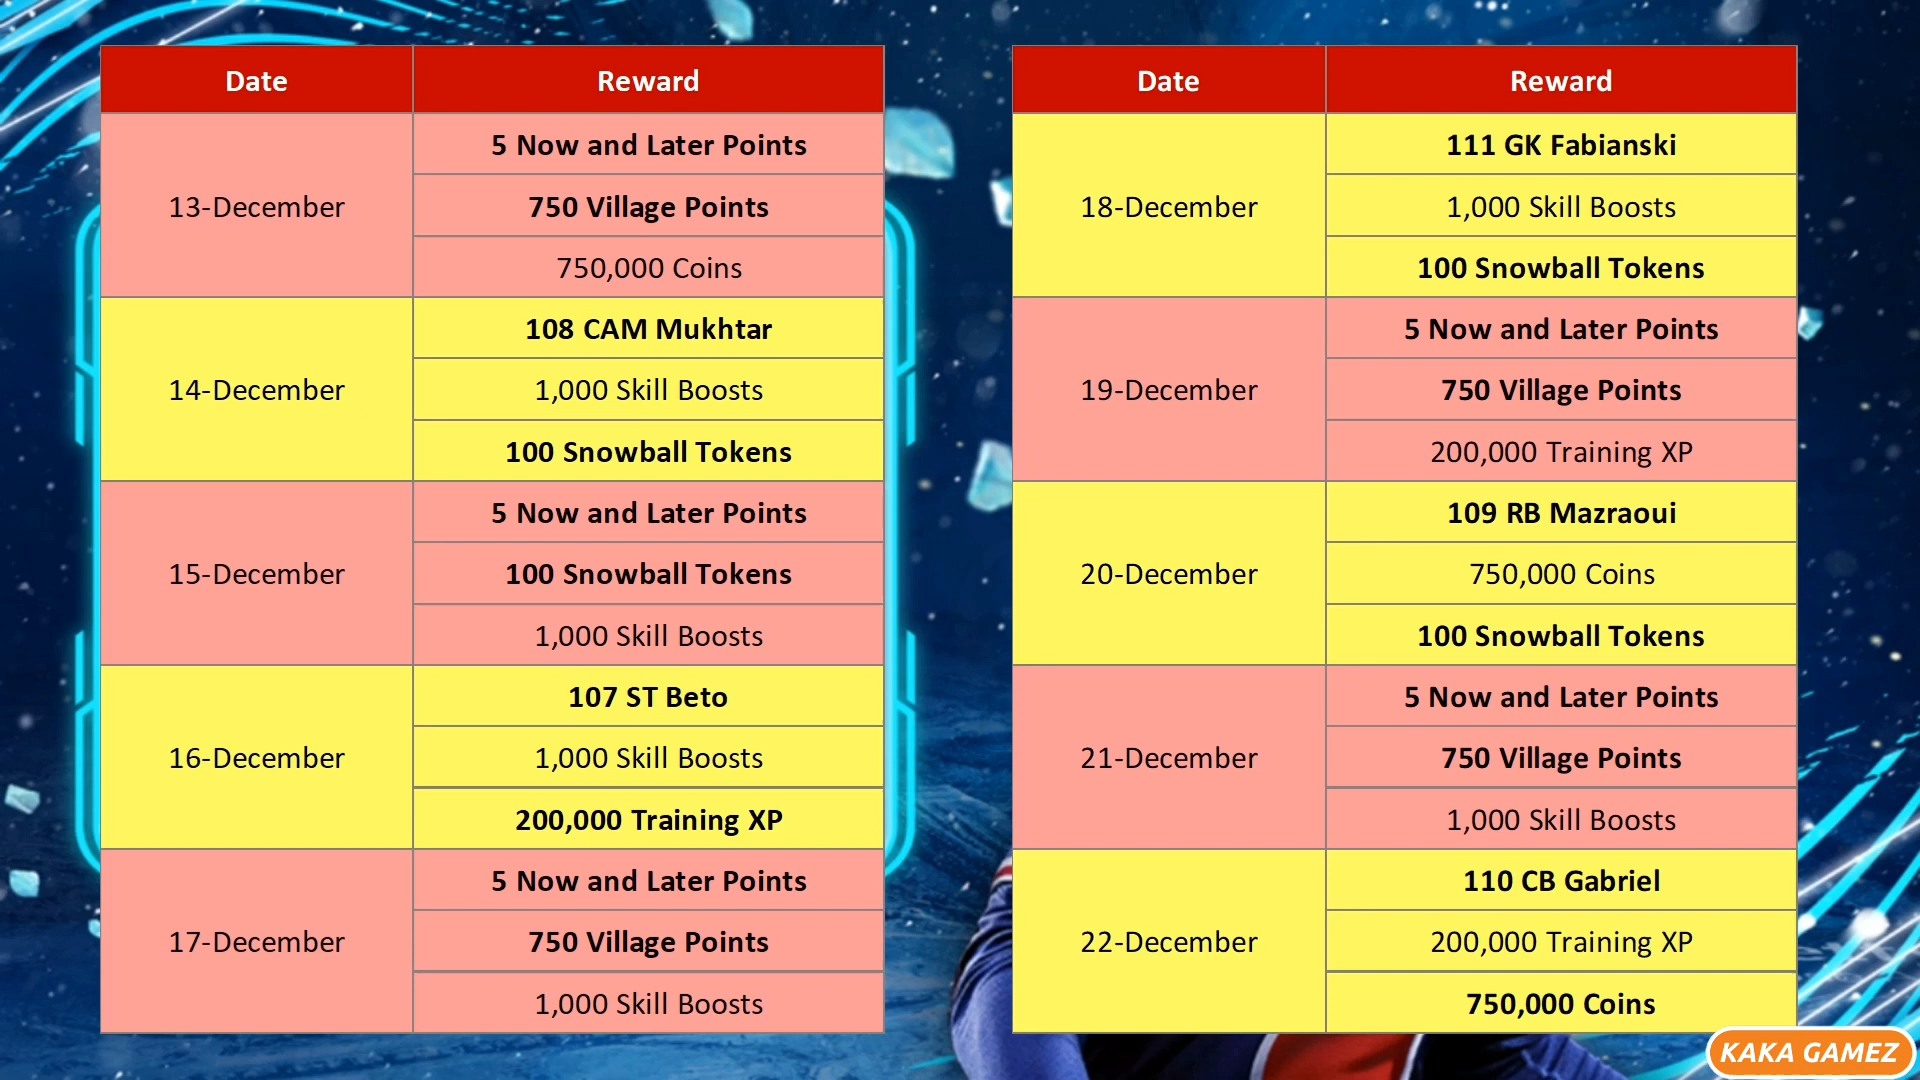 Date Reward
5 Now and Later Points
13-December 750 Village Points
750,000 Coins
108 CAM Mukhtar
14-December 1,000 Skill Boosts
100 Snowball Tokens
5 Now and Later Points
15-December 100 Snowball Tokens
1,000 Skill Boosts
107 ST Beto
16-December 1,000 Skill Boosts
200,000 Training XP
5 Now and Later Points
17-December 750 Village Points
1,000 Skill Boosts
Date Reward
111 GK Fabianski
18-December 1,000 Skill Boosts
100 Snowball Tokens
5 Now and Later Points
19-December 750 Village Points
200,000 Training XP
109 RB Mazraoui
20-December 750,000 Coins
100 Snowball Tokens
5 Now and Later Points
21-December 750 Village Points
1,000 Skill Boosts
110 CB Gabriel
22-December 200,000 Training XP
750,000 Coins
KAKA GAMEZ